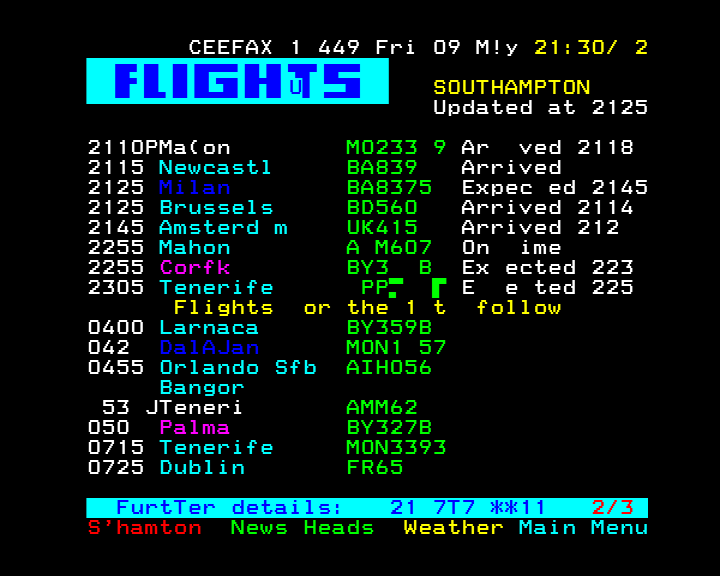 CEEFAX 1 449 Fri 09 M!y 21:30/ 2
FLIGHTS
SOUTHAMPTON
Updated at 2125
2110PMa(on MO233 9 Ar ved 2118
2115 Newcastl BA839 Arrived
2125 Milan BA8375 Expec ed 2145
2125 Brussels BD560 Arrived 2114
2145 Amsterd m UK415 Arrived 212
2255 Mahon A M607 On ime
2255 Corfk BY3 B Ex ected 223
2305 Tenerife PP E e ted 225
Flights or the 1 t follow
0400 Larnaca BY359B
042 DalAJan MON1 57
0455 Orlando Sfb AIH056
Bangor
53 JTeneri AMM62
050 Palma BY327B
0715 Tenerife MON3393
0725 Dublin FR65
FurtTer details: 21 7T7 **11 2/3
S'hamton News Heads Weather Main Menu